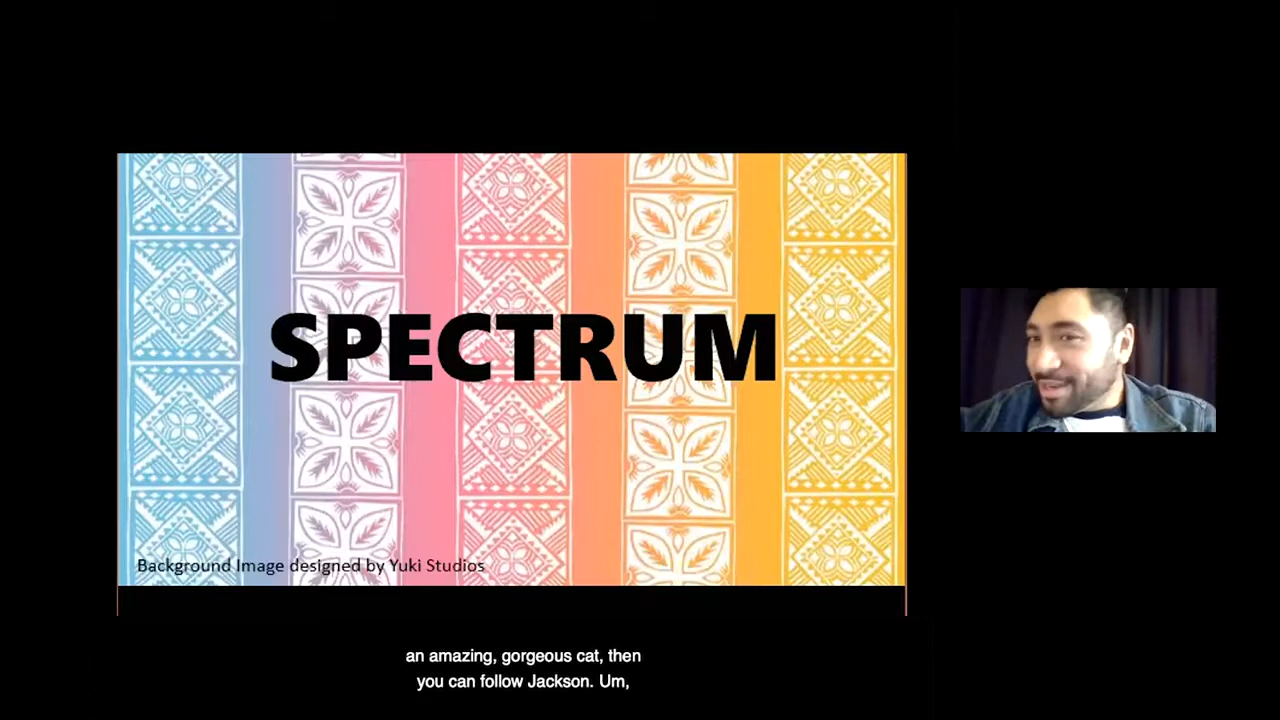 SPECTRUM
Background Image designed by Yuki Studios
an amazing, gorgeous cat, then
you can follow Jackson. Um,